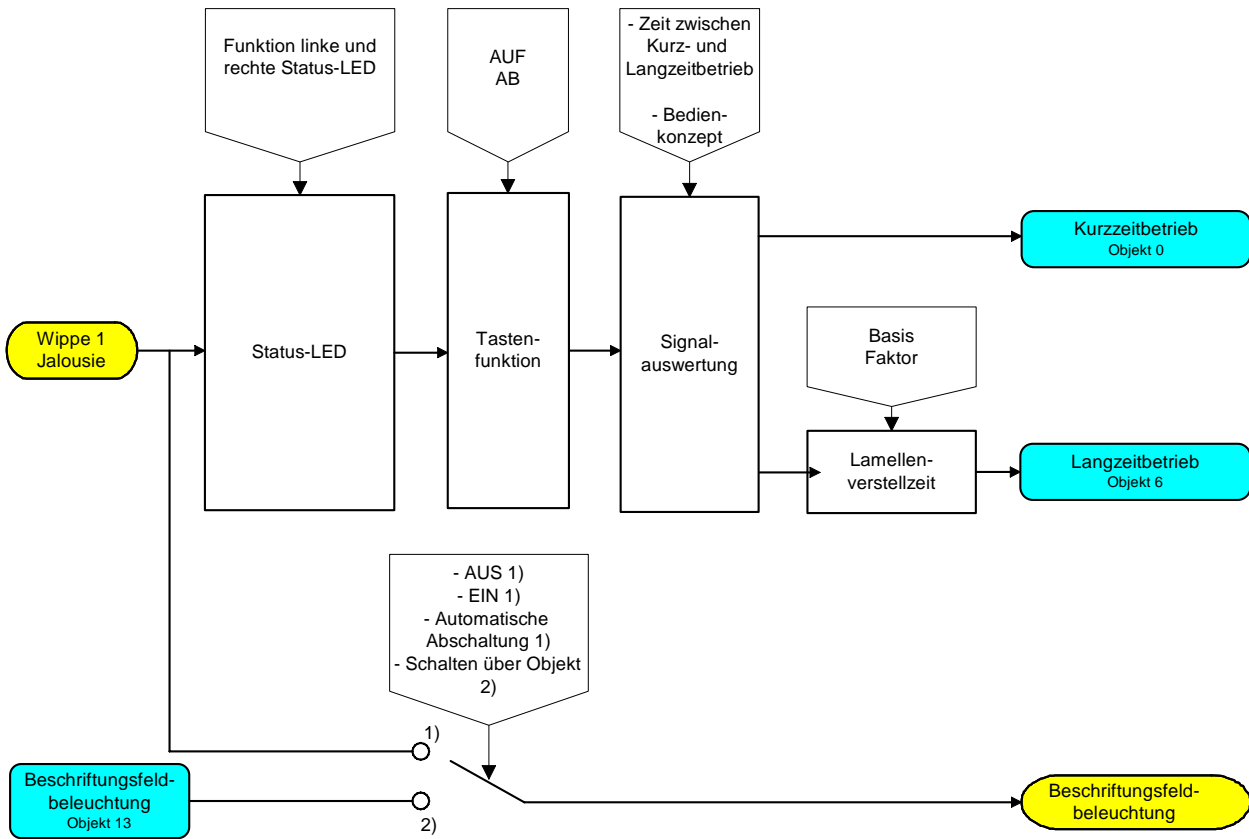 Funktion linke und
rechte Status-LED
AUF
AB
- Zeit zwischen
Kurz- und
Langzeitbetrieb
- Bedien-
konzept
Kurzzeitbetrieb
Objekt 0
Wippe 1
Jalousie
Status-LED
Tasten-
funktion
Signal-
auswertung
Basis
Faktor
Lamellen-
verstellzeit
Langzeitbetrieb
Objekt 6
- AUS 1)
- EIN 1)
- Automatische
Abschaltung 1)
- Schalten über Objekt
2)
1)
Beschriftungsfeld-
beleuchtung
Objekt 13
2)
Beschriftungsfeld-
beleuchtung